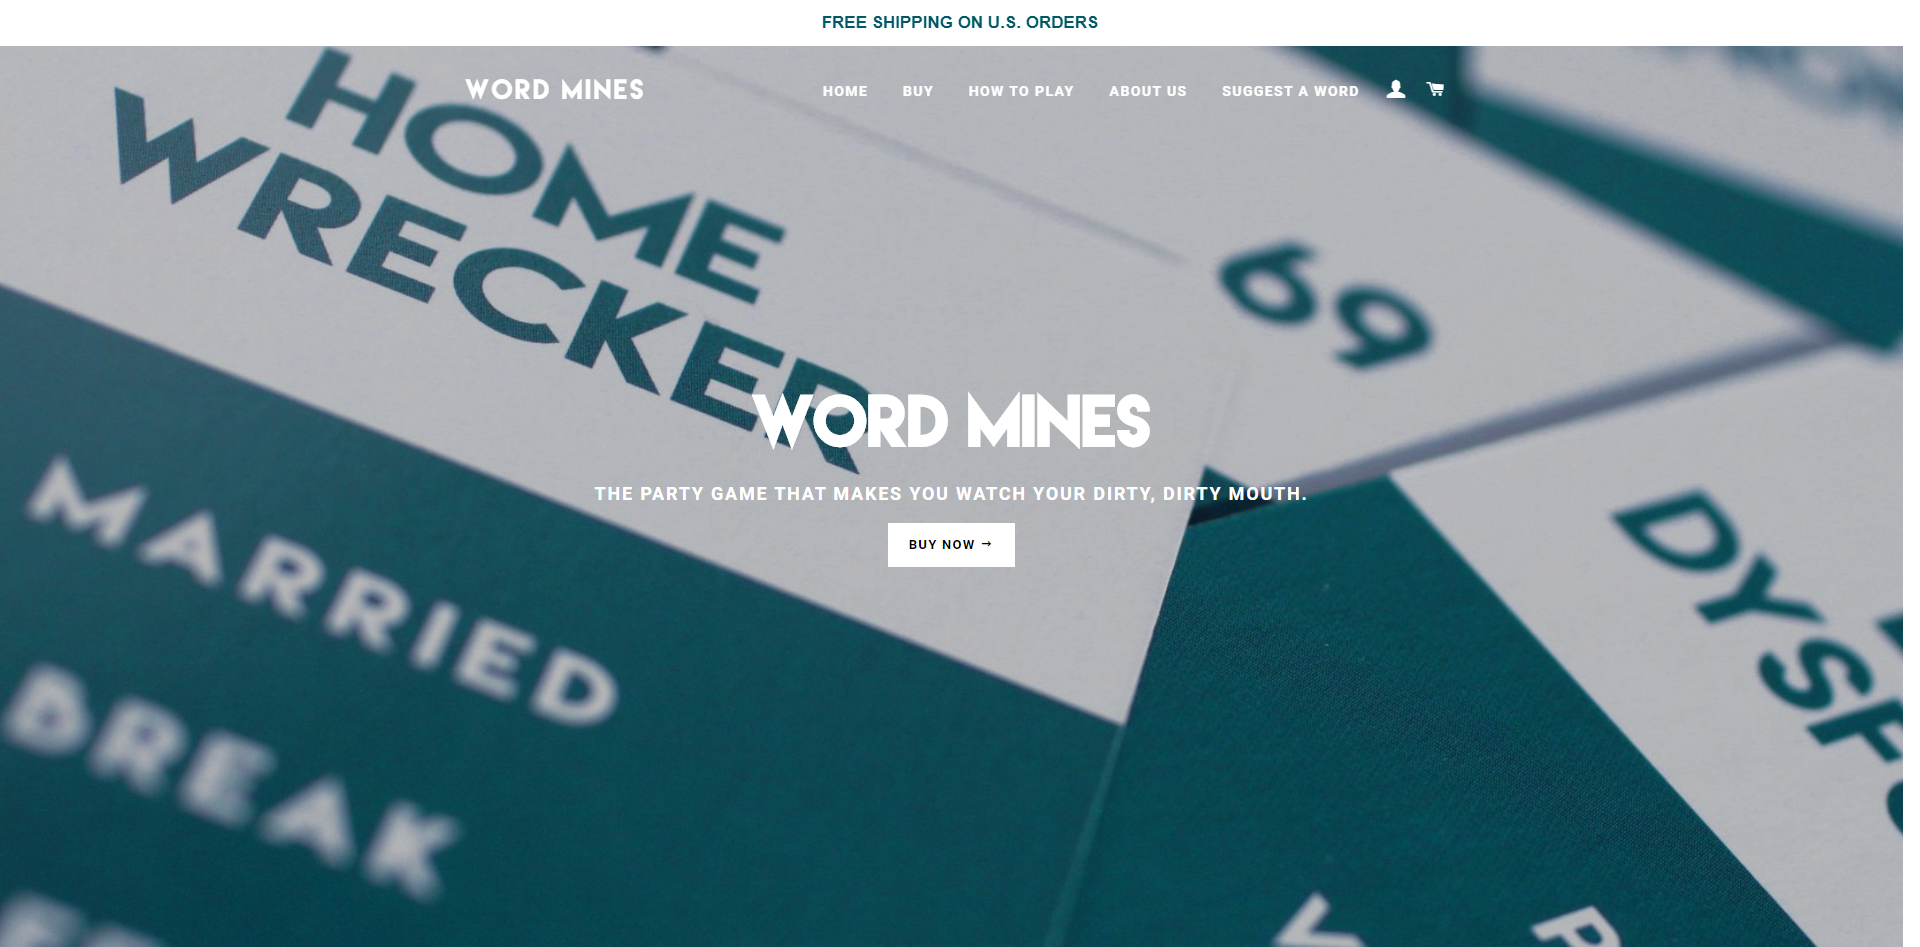 FREE SHIPPING ON U.S. ORDERS
WORD MINES
HOME BUY HOW TO PLAY ABOUT US SUGGEST A WORD
HOME
WRECKER
69
WORD MINES
THE PARTY GAME THAT MAKES YOU WATCH YOUR DIRTY, DIRTY MOUTH.
BUY NOW →
MARRIED
BREAK